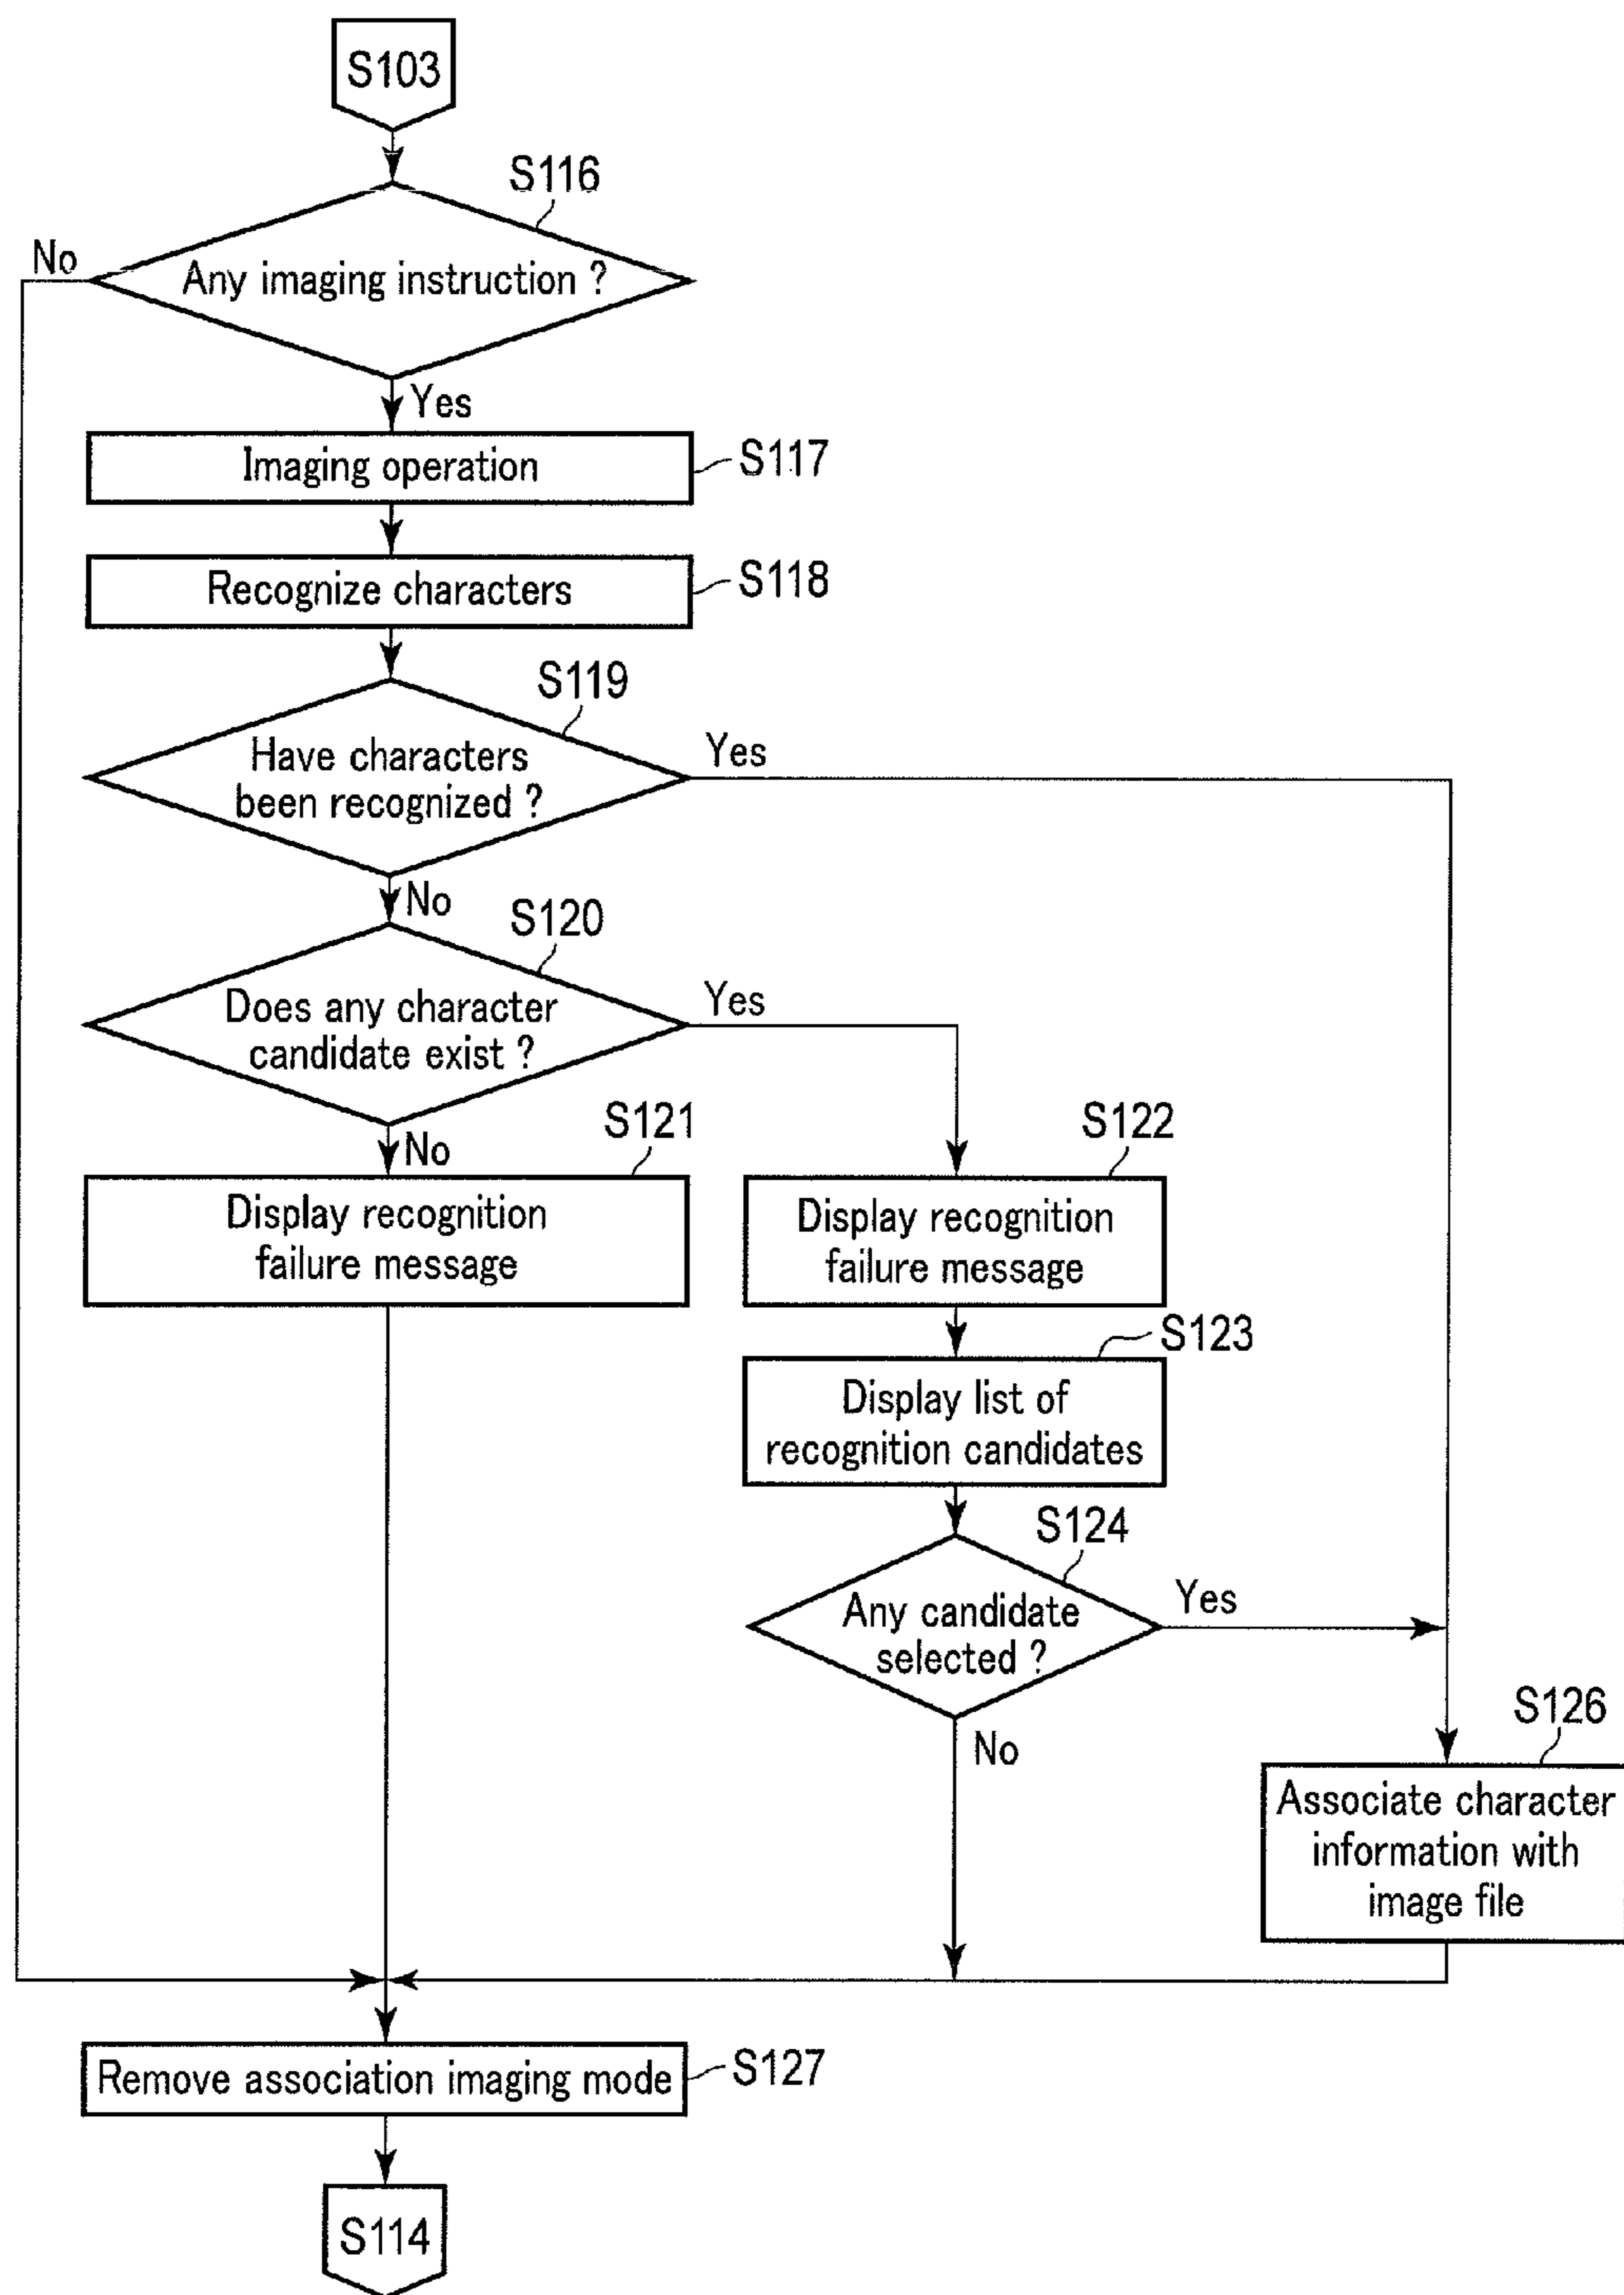 S103
S116
No
Any imaging instruction ?
Yes
Imaging operation
S117
Recognize characters
S118
S119
Have characters
been recognized ?
Yes
No
S120
Does any character
candidate exist ?
Yes
No
S121
Display recognition
failure message
S122
Display recognition
failure message
S123
Display list of
recognition candidates
S124
Any candidate
selected ?
Yes
No
S126
Associate character
information with
image file
Remove association imaging mode
S127
S114